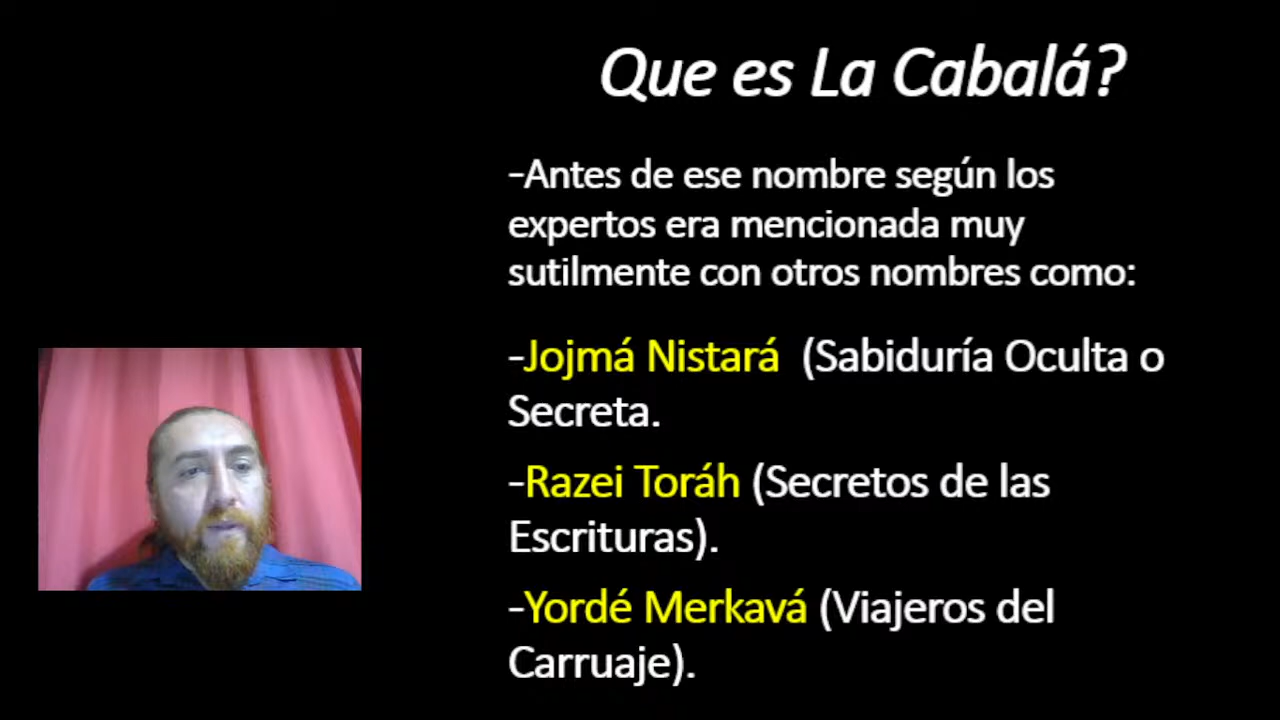 Que es La Cabalá?
-Antes de ese nombre según los
expertos era mencionada muy
sutilmente con otros nombres como:
-Jojmá Nistará (Sabiduría Oculta o
Secreta.
-Razei Toráh (Secretos de las
Escrituras).
-Yordé Merkavá (Viajeros del
Carruaje).